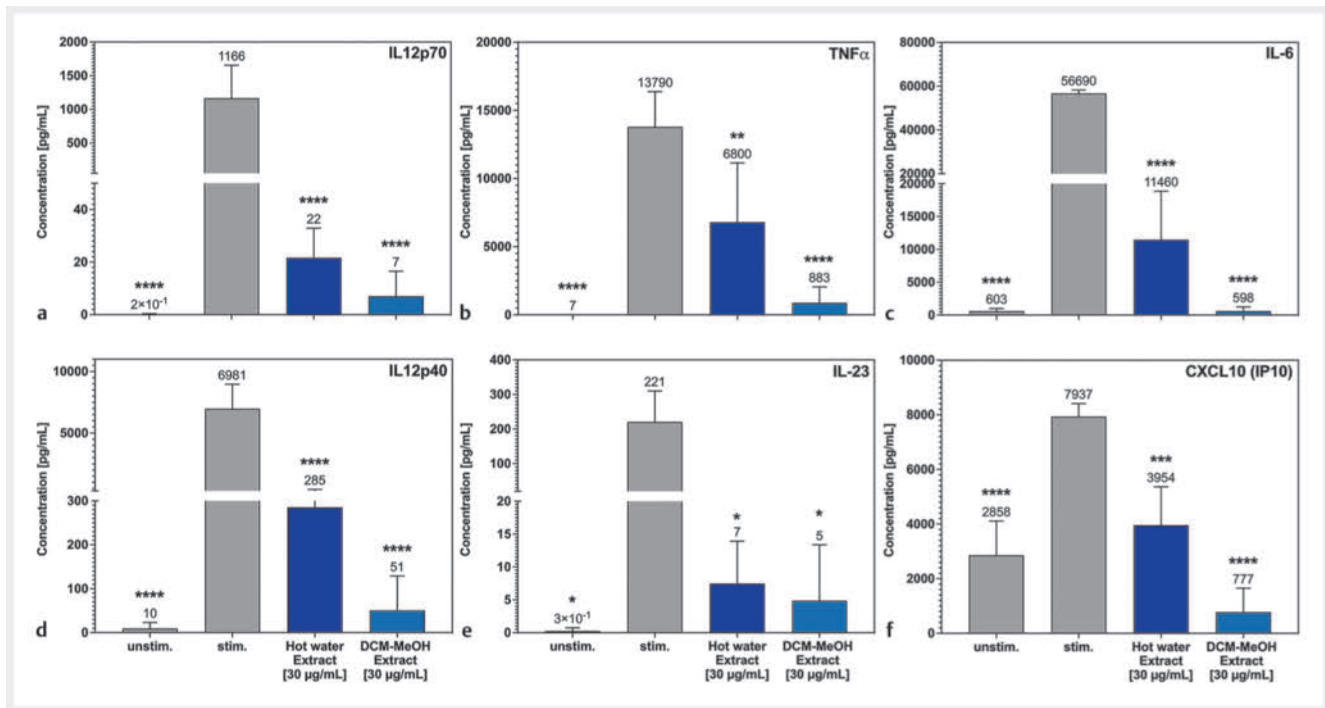 IL12p70
Concentration [pg/mL]
2000
1500
1000
500
40
20
0
1166
****
2×10⁻¹
****
22
****
7
a
TNFα
Concentration [pg/mL]
20000
15000
10000
5000
0
13790
****
7
**
6800
****
883
b
IL-6
Concentration [pg/mL]
80000
60000
40000
20000
20000
15000
10000
5000
0
56690
****
603
****
11460
****
598
c
IL12p40
Concentration [pg/mL]
10000
5000
300
200
100
0
6981
****
10
****
285
****
51
d
unstim.
stim.
Hot water
Extract
[30 µg/mL]
DCM-MeOH
Extract
[30 µg/mL]
IL-23
Concentration [pg/mL]
400
300
200
100
20
15
10
5
0
221
*
3×10⁻¹
*
7
*
5
e
unstim.
stim.
Hot water
Extract
[30 µg/mL]
DCM-MeOH
Extract
[30 µg/mL]
CXCL10 (IP10)
Concentration [pg/mL]
10000
8000
6000
4000
2000
0
7937
****
2858
***
3954
****
777
f
unstim.
stim.
Hot water
Extract
[30 µg/mL]
DCM-MeOH
Extract
[30 µg/mL]